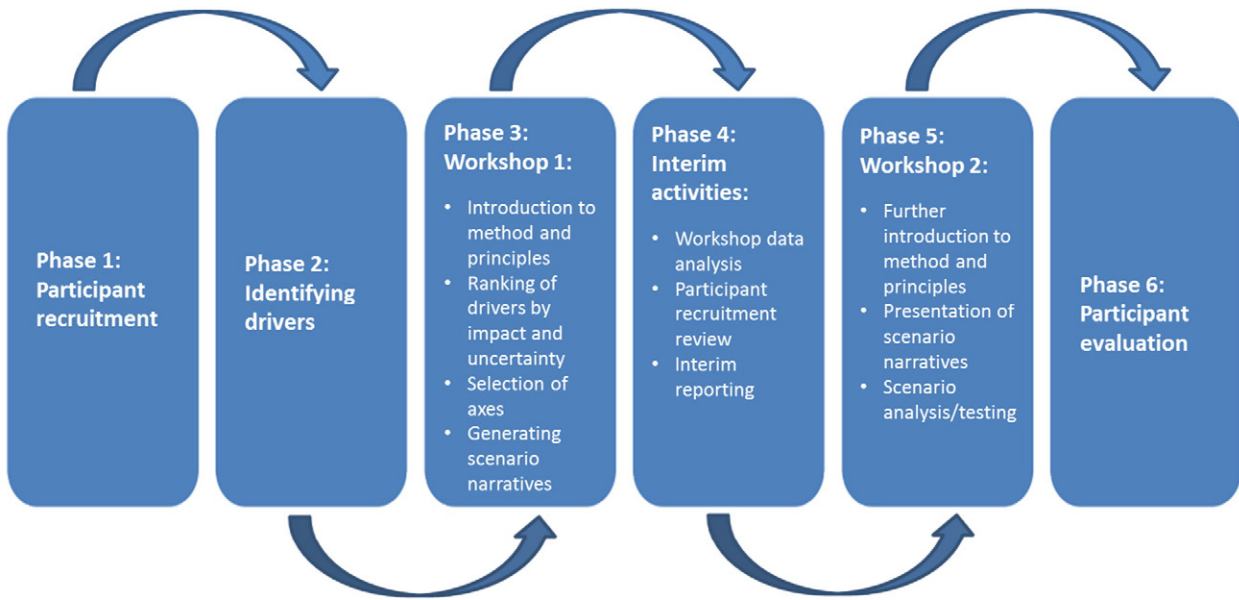 Phase 1:
Participant
recruitment
Phase 2:
Identifying
drivers
Phase 3:
Workshop 1:
• Introduction to
method and
principles
• Ranking of
drivers by
impact and
uncertainty
• Selection of
axes
• Generating
scenario
narratives
Phase 4:
Interim
activities:
• Workshop data
analysis
• Participant
recruitment
review
• Interim
reporting
Phase 5:
Workshop 2:
• Further
introduction to
method and
principles
• Presentation of
scenario
narratives
• Scenario
analysis/testing
Phase 6:
Participant
evaluation